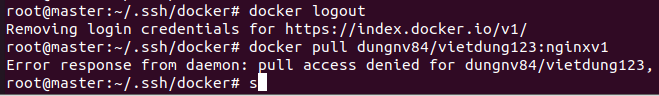 root@master:~/.ssh/docker# docker logout
Removing login credentials for https://index.docker.io/v1/
root@master:~/.ssh/docker# docker pull dungnv84/vietdung123:nginxv1
Error response from daemon: pull access denied for dungnv84/vietdung123,
root@master:~/.ssh/docker# s